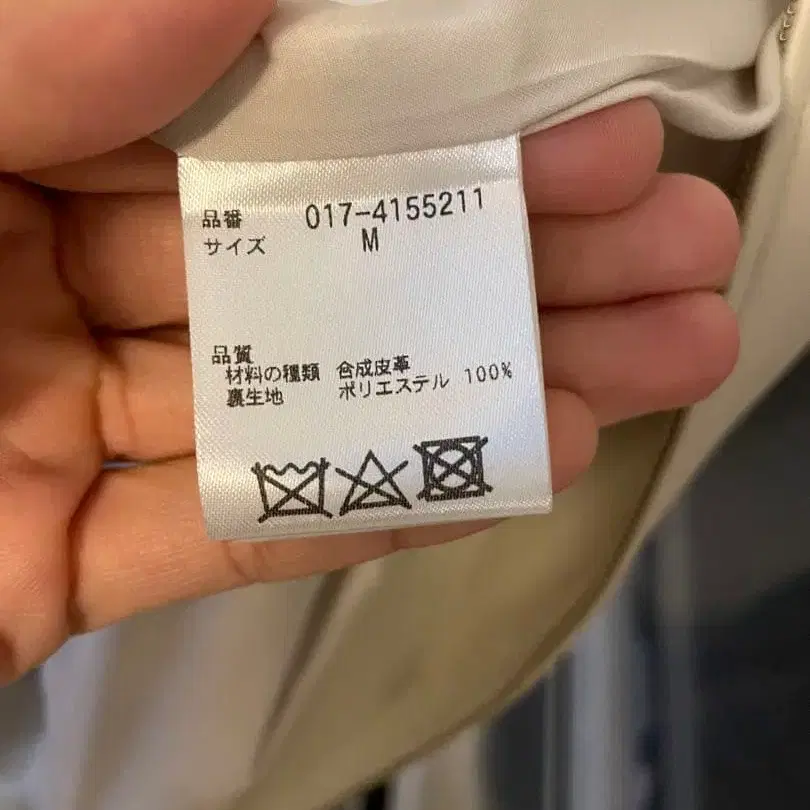 品番 017-4155211
サイズ M
品質
材料の種類 合成皮革
裏生地 ポリエステル 100%